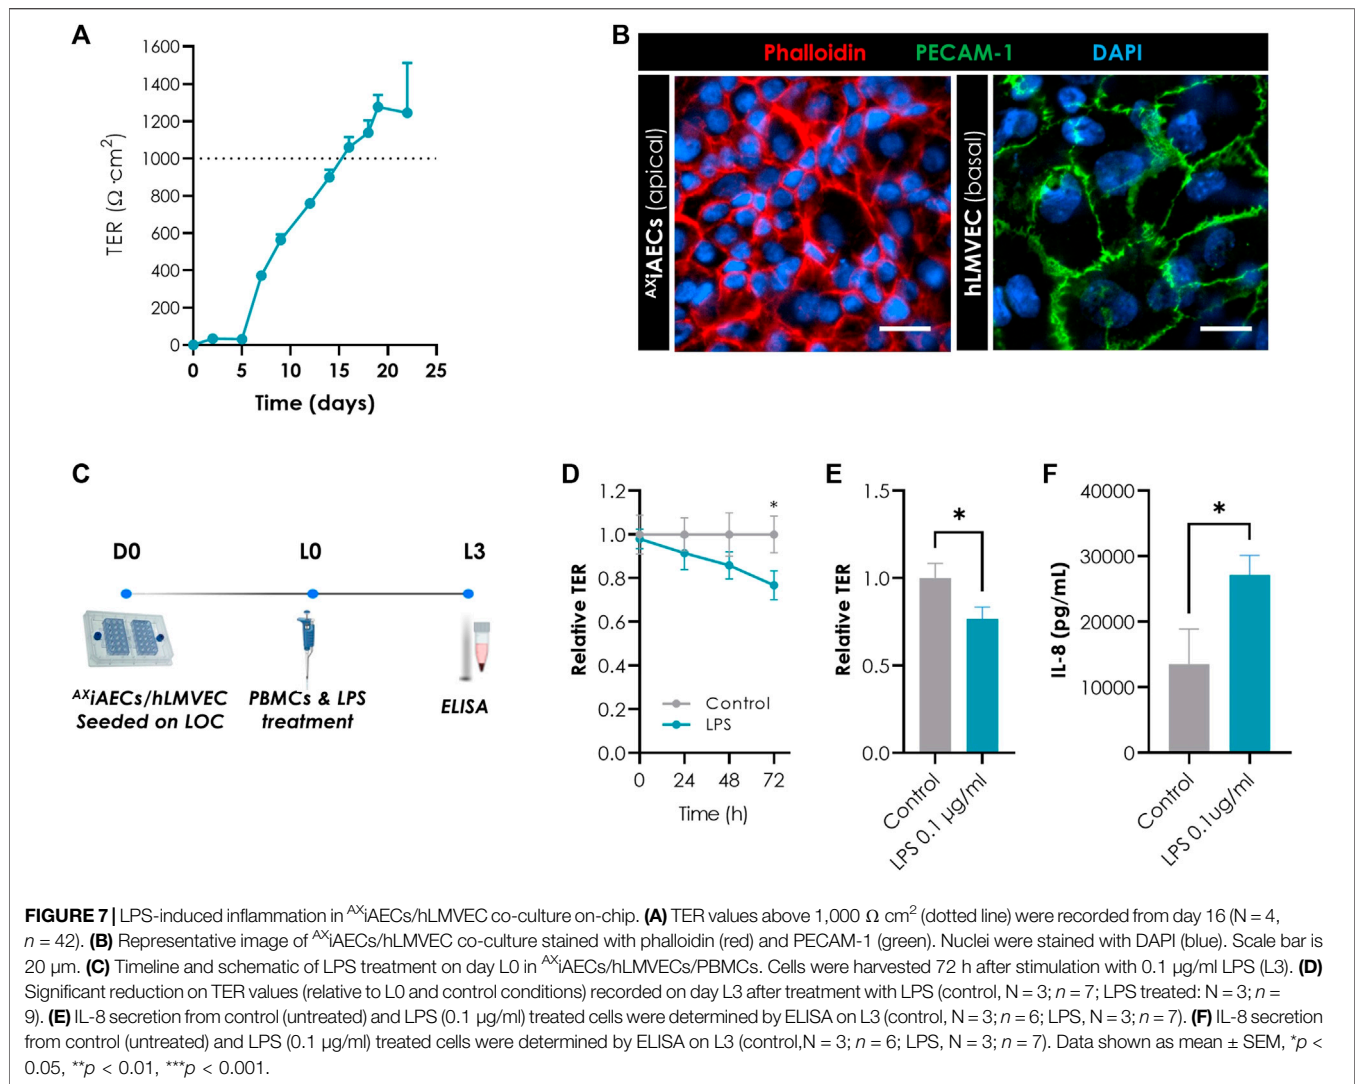 A
1600
1400
1200
1000
800
600
400
200
0
TER (Ω·cm²)
0 5 10 15 20 25
Time (days)
B
Phalloidin PECAM-1 DAPI
ᴬˣiAECs (apical)
hLMVEC (basal)
C
D0 L0 L3
ᴬˣiAECs/hLMVEC
Seeded on LOC
PBMCs & LPS
treatment
ELISA
D
1.2
1.0
0.8
0.6
0.4
0.2
0.0
Relative TER
*
Control
LPS
0 24 48 72
Time (h)
E
1.5
1.0
0.5
0.0
Relative TER
*
Control
LPS 0.1 µg/ml
F
40000
30000
20000
10000
0
IL-8 (pg/mL)
*
Control
LPS 0.1ug/ml
FIGURE 7 | LPS-induced inflammation in ᴬˣiAECs/hLMVEC co-culture on-chip. (A) TER values above 1,000 Ω cm² (dotted line) were recorded from day 16 (N = 4,
n = 42). (B) Representative image of ᴬˣiAECs/hLMVEC co-culture stained with phalloidin (red) and PECAM-1 (green). Nuclei were stained with DAPI (blue). Scale bar is
20 µm. (C) Timeline and schematic of LPS treatment on day L0 in ᴬˣiAECs/hLMVECs/PBMCs. Cells were harvested 72 h after stimulation with 0.1 µg/ml LPS (L3). (D)
Significant reduction on TER values (relative to L0 and control conditions) recorded on day L3 after treatment with LPS (control, N = 3; n = 7; LPS treated: N = 3; n =
9). (E) IL-8 secretion from control (untreated) and LPS (0.1 µg/ml) treated cells were determined by ELISA on L3 (control, N = 3; n = 6; LPS, N = 3; n = 7). (F) IL-8 secretion
from control (untreated) and LPS (0.1 µg/ml) treated cells were determined by ELISA on L3 (control,N = 3; n = 6; LPS, N = 3; n = 7). Data shown as mean ± SEM, *p <
0.05, **p < 0.01, ***p < 0.001.